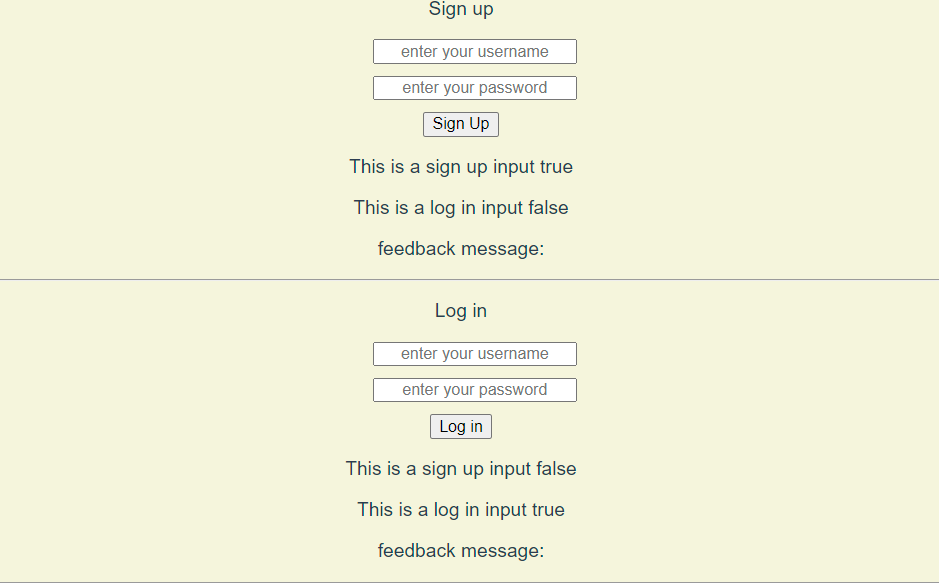 Sign up
enter your username
enter your password
Sign Up
This is a sign up input true
This is a log in input false
feedback message:
Log in
enter your username
enter your password
Log in
This is a sign up input false
This is a log in input true
feedback message: